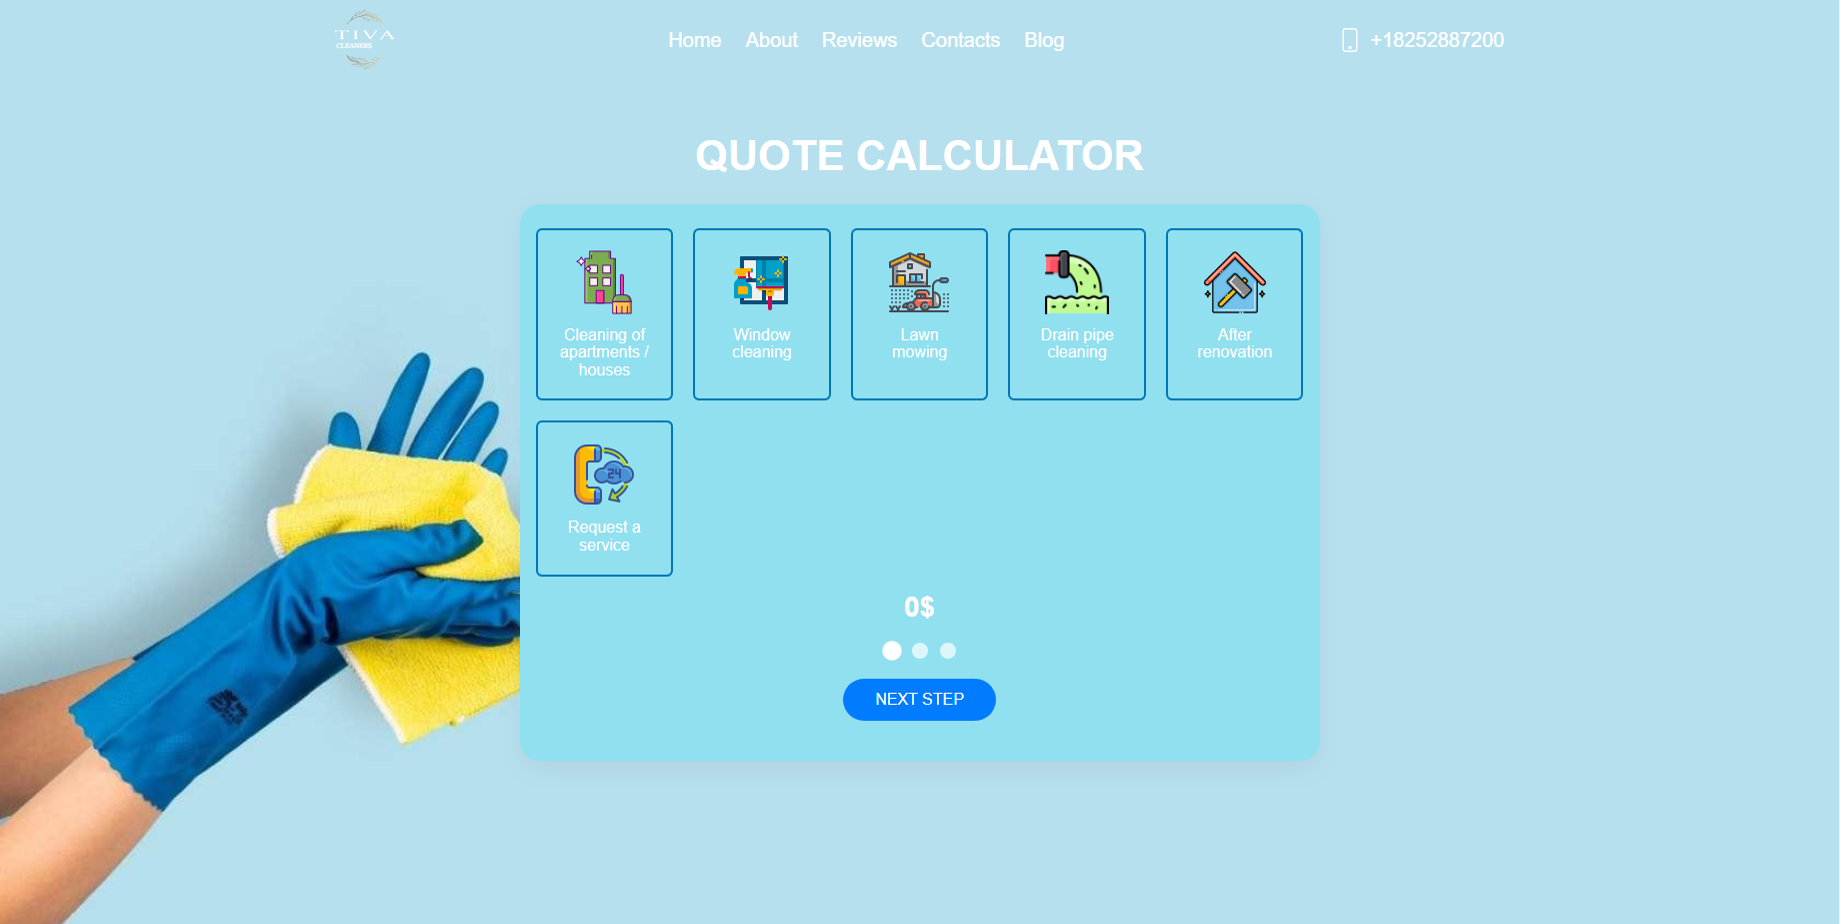 TIVA
CLEANERS
Home About Reviews Contacts Blog
+18252887200
QUOTE CALCULATOR
Cleaning of
apartments /
houses
Window
cleaning
Lawn
mowing
Drain pipe
cleaning
After
renovation
24
Request a
service
0$
NEXT STEP